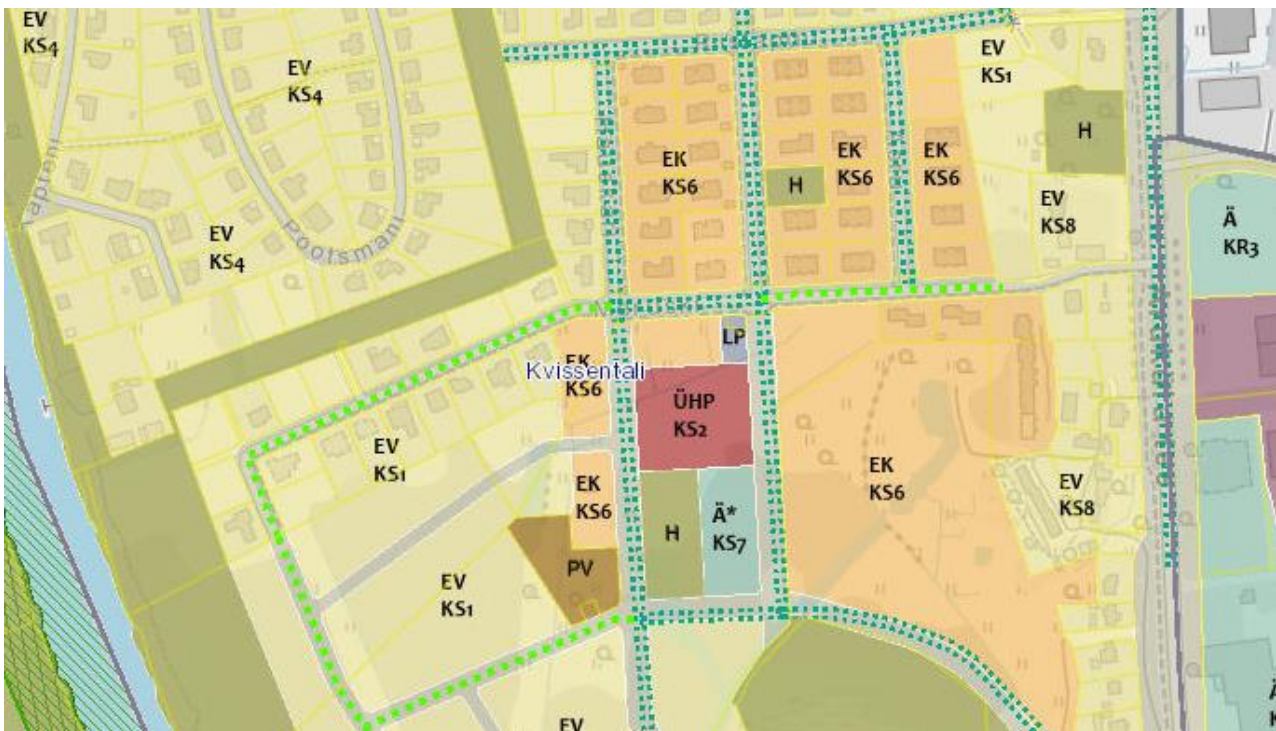 EV
KS4
EV
KS4
EV
KS1
H
EK
KS6
EK
KS6
EK
KS6
H
EV
KS4
EV
KS8
Ä
KR3
Pootsmani
LP
EK
KS6
Kvissentali
ÜHP
KS2
EV
KS1
EK
KS6
EV
KS8
EK
KS6
H
Ä*
KS7
PV
EV
KS1
EV